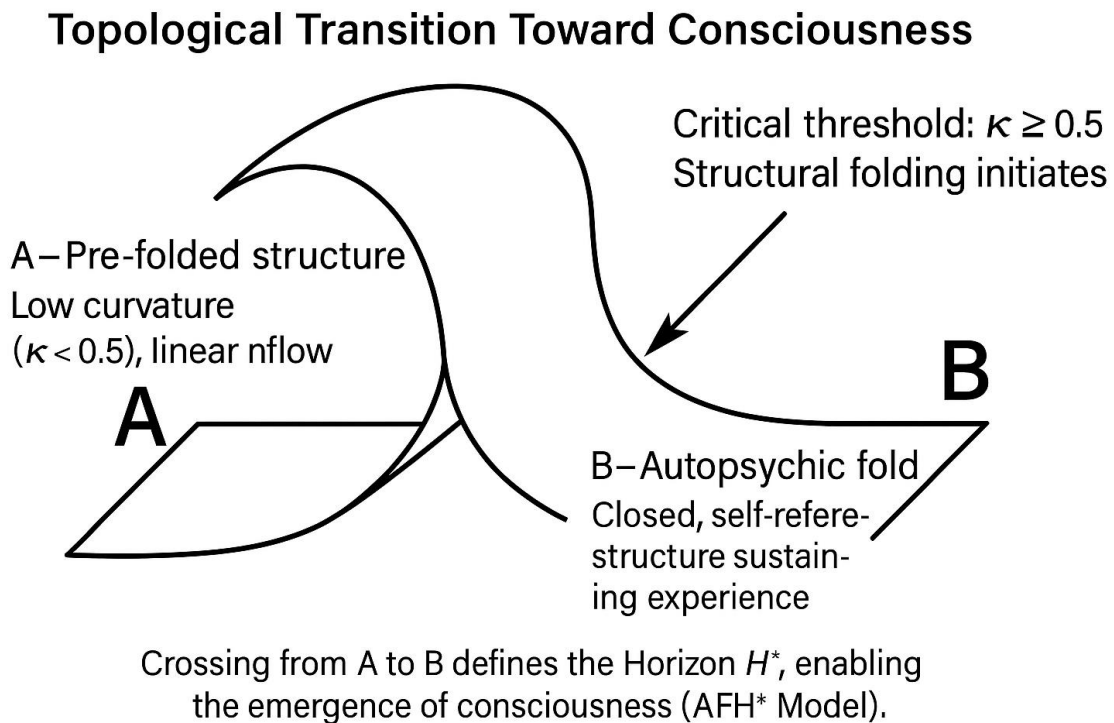 Topological Transition Toward Consciousness
Critical threshold: κ ≥ 0.5
Structural folding initiates
A–Pre-folded structure
Low curvature
(κ < 0.5), linear nflow
A
B
B–Autopsychic fold
Closed, self-refere-
structure sustain-
ing experience
Crossing from A to B defines the Horizon H*, enabling
the emergence of consciousness (AFH* Model).